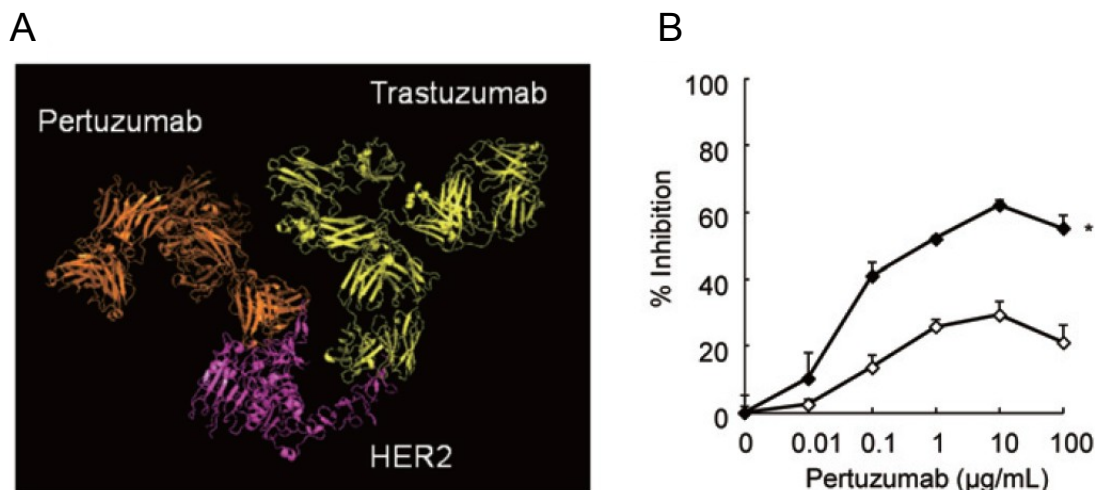 A
Pertuzumab
Trastuzumab
HER2
B
% Inhibition
100
80
60
40
20
0
*
0 0.01 0.1 1 10 100
Pertuzumab (µg/mL)